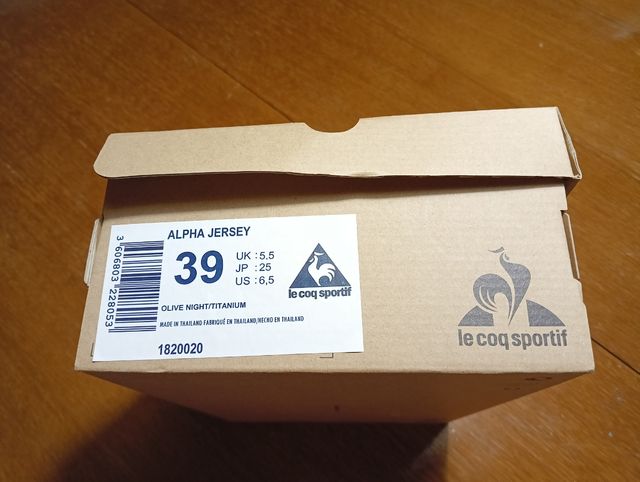 ALPHA JERSEY
39
UK : 5.5
JP : 25
US : 6,5
le coq sportif
OLIVE NIGHT/TITANIUM
MADE IN THAILAND FABRIQUÉ EN THAILAND/HECHO EN THAILAND
1820020
3 606803 228053
le coq sportif